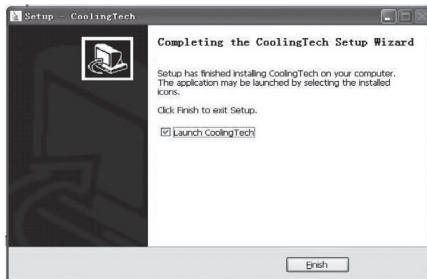 Setup - CoolingTech
Completing the CoolingTech Setup Wizard
Setup has finished installing CoolingTech on your computer.
The application may be launched by selecting the installed
icons.
Click Finish to exit Setup.
Launch CoolingTech
Finish